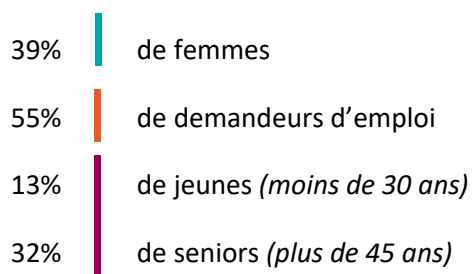 39% de femmes
55% de demandeurs d’emploi
13% de jeunes (moins de 30 ans)
32% de seniors (plus de 45 ans)